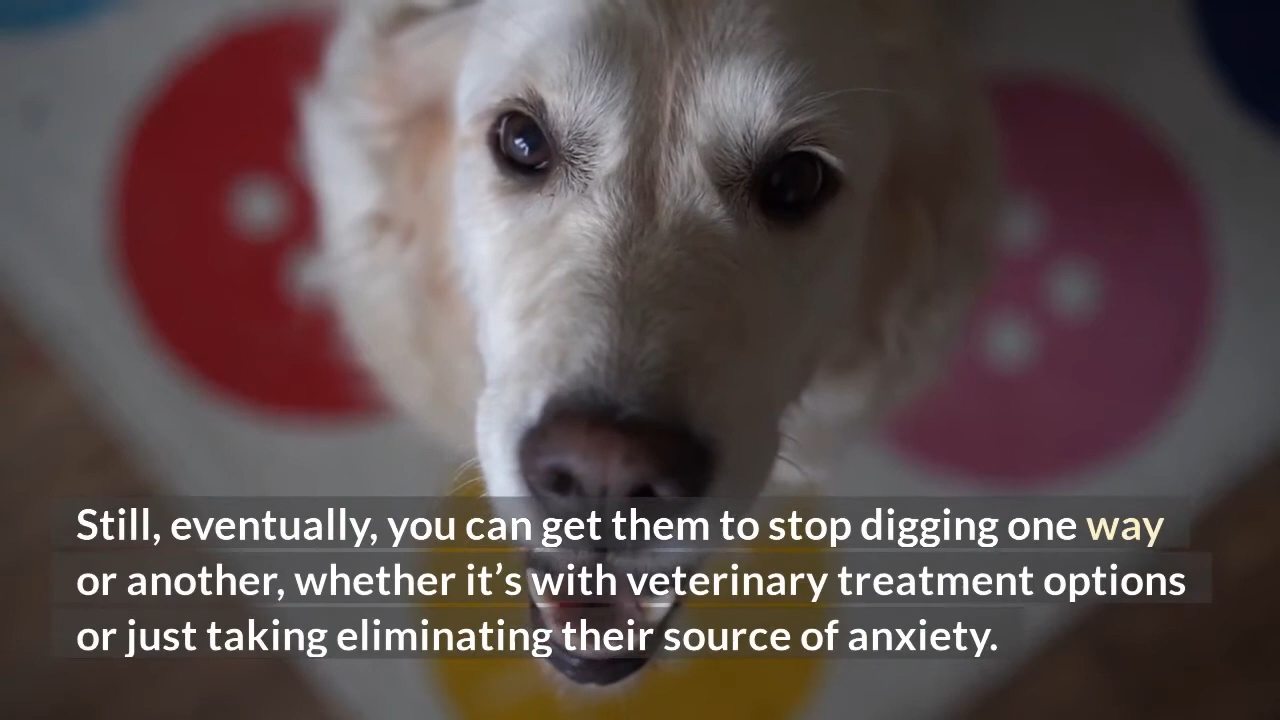 Still, eventually, you can get them to stop digging one way
or another, whether it’s with veterinary treatment options
or just taking eliminating their source of anxiety.